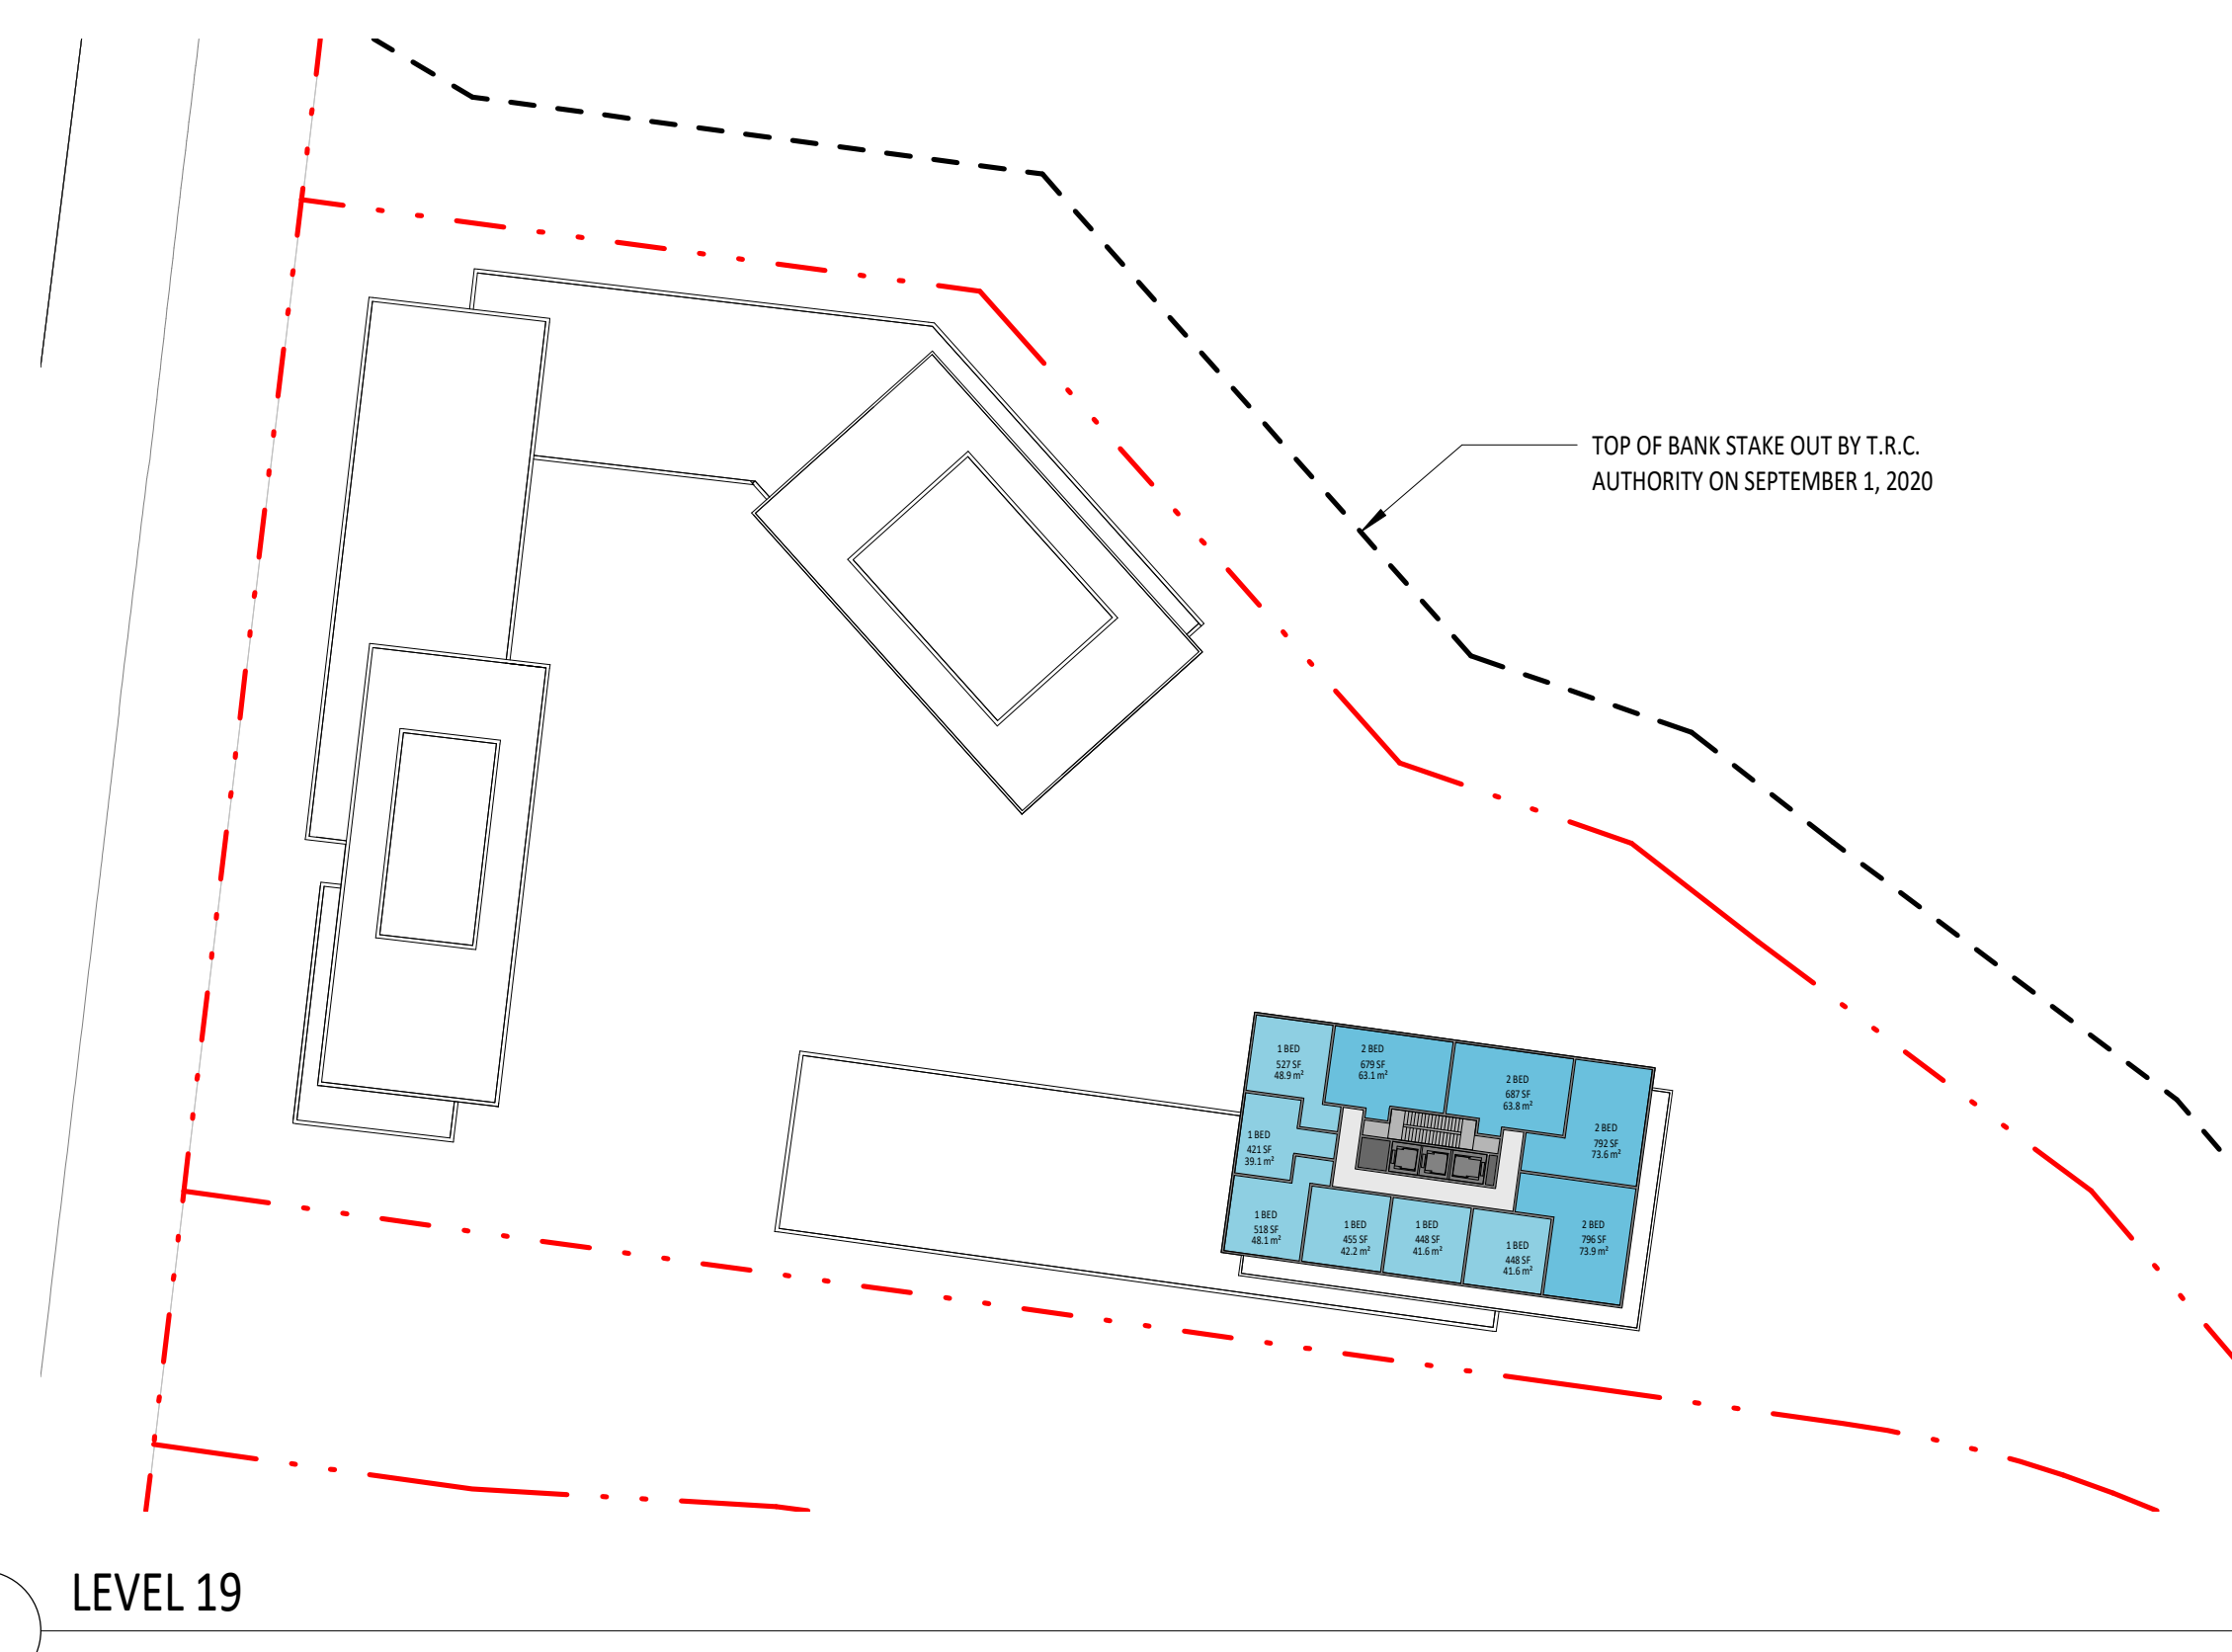 TOP OF BANK STAKE OUT BY T.R.C.
AUTHORITY ON SEPTEMBER 1, 2020
1 BED
527 SF
48.9 m²
2 BED
679 SF
63.1 m²
2 BED
687 SF
63.8 m²
2 BED
792 SF
73.6 m²
1 BED
421 SF
39.1 m²
1 BED
518 SF
48.1 m²
1 BED
455 SF
42.2 m²
1 BED
448 SF
41.6 m²
1 BED
448 SF
41.6 m²
2 BED
796 SF
73.9 m²
LEVEL 19